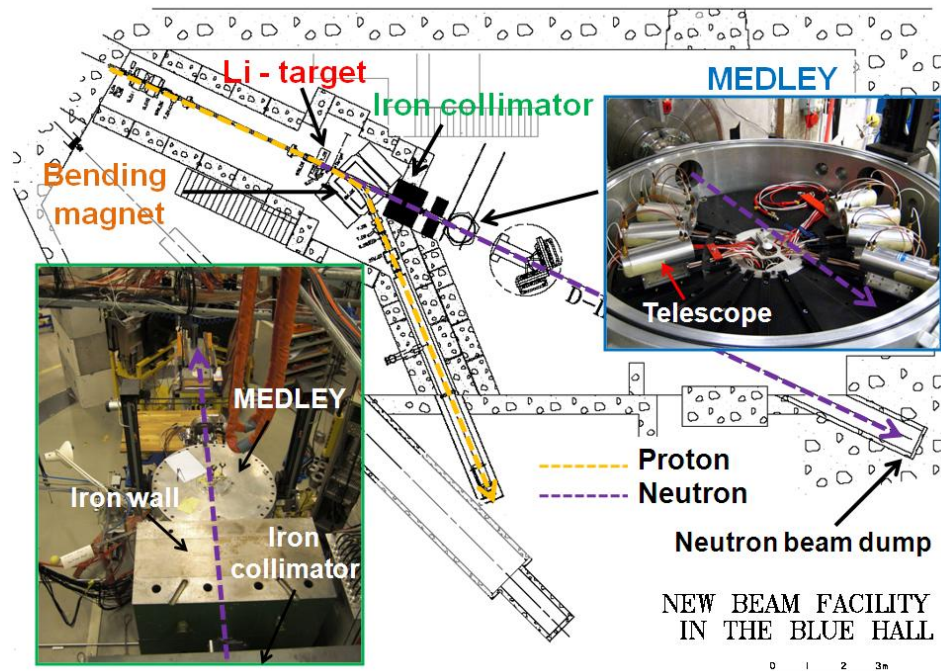 Li - target
MEDLEY
Iron collimator
Bending
magnet
Telescope
D-L
MEDLEY
Iron wall
Iron
collimator
Proton
Neutron
Neutron beam dump
NEW BEAM FACILITY
IN THE BLUE HALL
0 1 2 3m